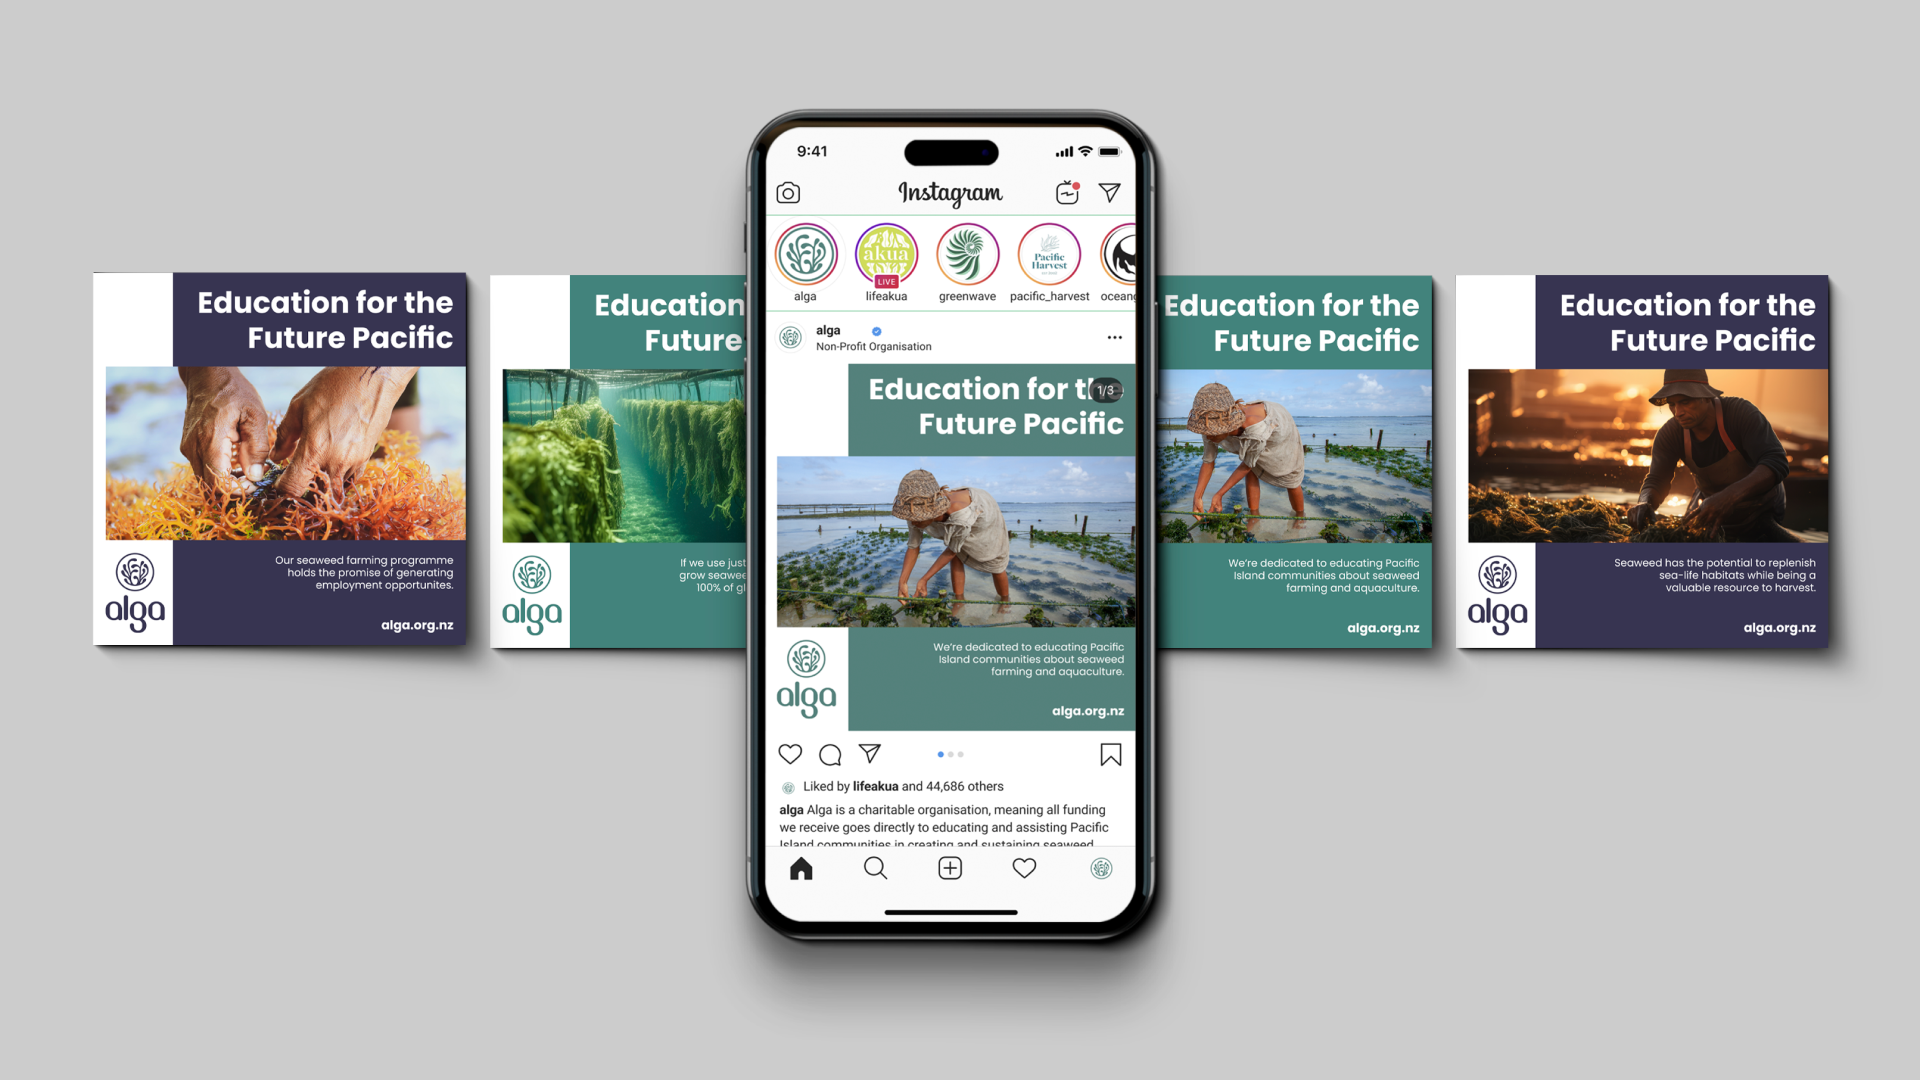 Education for the
Future Pacific
Our seaweed farming programme
holds the promise of generating
employment opportunites.
alga.org.nz
alga
Education
Future
If we use just
grow seawee
100% of gl
alga
9:41
Instagram
akua
LIVE
Pacific
Harvest
alga
lifeakua
greenwave
pacific_harvest
oceang
alga
Non-Profit Organisation
Education for the
1/3
Future Pacific
We're dedicated to educating Pacific
Island communities about seaweed
farming and aquaculture.
alga.org.nz
alga
Liked by lifeakua and 44,686 others
alga Alga is a charitable organisation, meaning all funding
we receive goes directly to educating and assisting Pacific
Island communities in creating and sustaining seaweed
Education for the
Future Pacific
We're dedicated to educating Pacific
Island communities about seaweed
farming and aquaculture.
alga.org.nz
Education for the
Future Pacific
Seaweed has the potential to replenish
sea-life habitats while being a
valuable resource to harvest.
alga.org.nz
alga